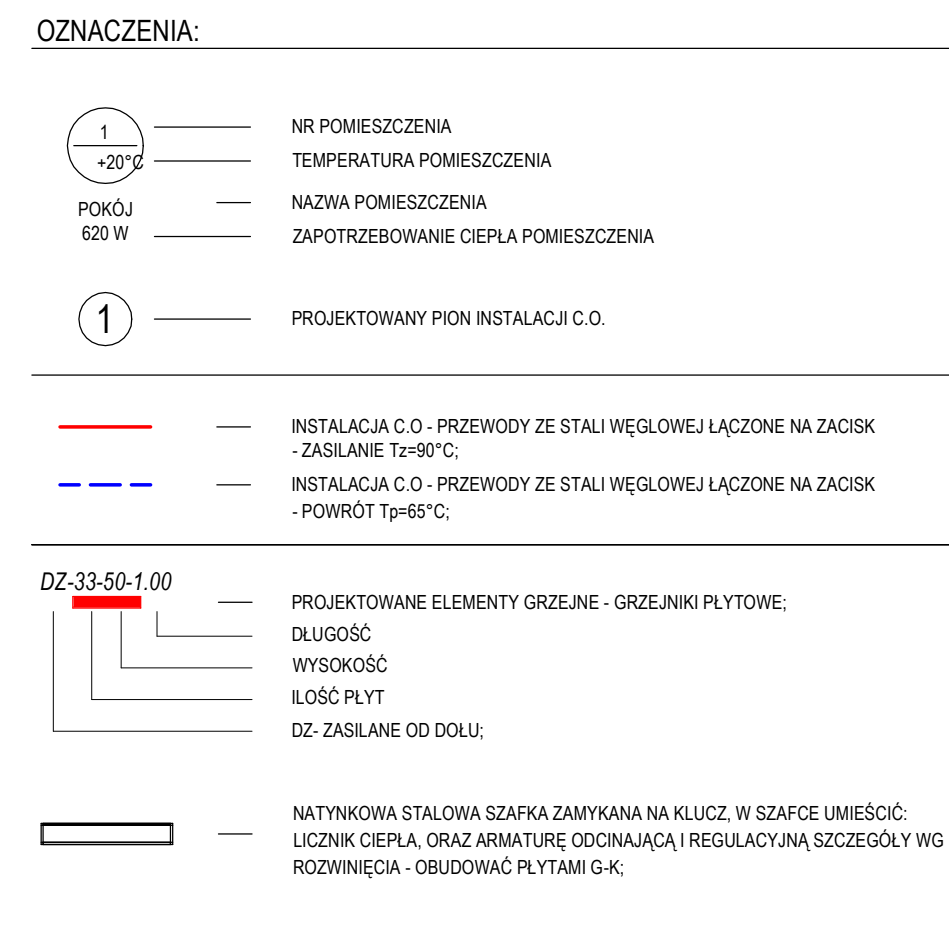 OZNACZENIA:
1
NR POMIESZCZENIA
+20°C
TEMPERATURA POMIESZCZENIA
POKÓJ
NAZWA POMIESZCZENIA
620 W
ZAPOTRZEBOWANIE CIEPŁA POMIESZCZENIA
1
PROJEKTOWANY PION INSTALACJI C.O.
INSTALACJA C.O - PRZEWODY ZE STALI WĘGLOWEJ ŁĄCZONE NA ZACISK
- ZASILANIE Tz=90°C;
INSTALACJA C.O - PRZEWODY ZE STALI WĘGLOWEJ ŁĄCZONE NA ZACISK
- POWRÓT Tp=65°C;
DZ-33-50-1.00
PROJEKTOWANE ELEMENTY GRZEJNE - GRZEJNIKI PŁYTOWE;
DŁUGOŚĆ
WYSOKOŚĆ
ILOŚĆ PŁYT
DZ- ZASILANE OD DOŁU;
NATYNKOWA STALOWA SZAFKA ZAMYKANA NA KLUCZ, W SZAFCE UMIEŚCIĆ:
LICZNIK CIEPŁA, ORAZ ARMATURĘ ODCINAJĄCĄ I REGULACYJNĄ SZCZEGÓŁY WG
ROZWINIĘCIA - OBUDOWAĆ PŁYTAMI G-K;